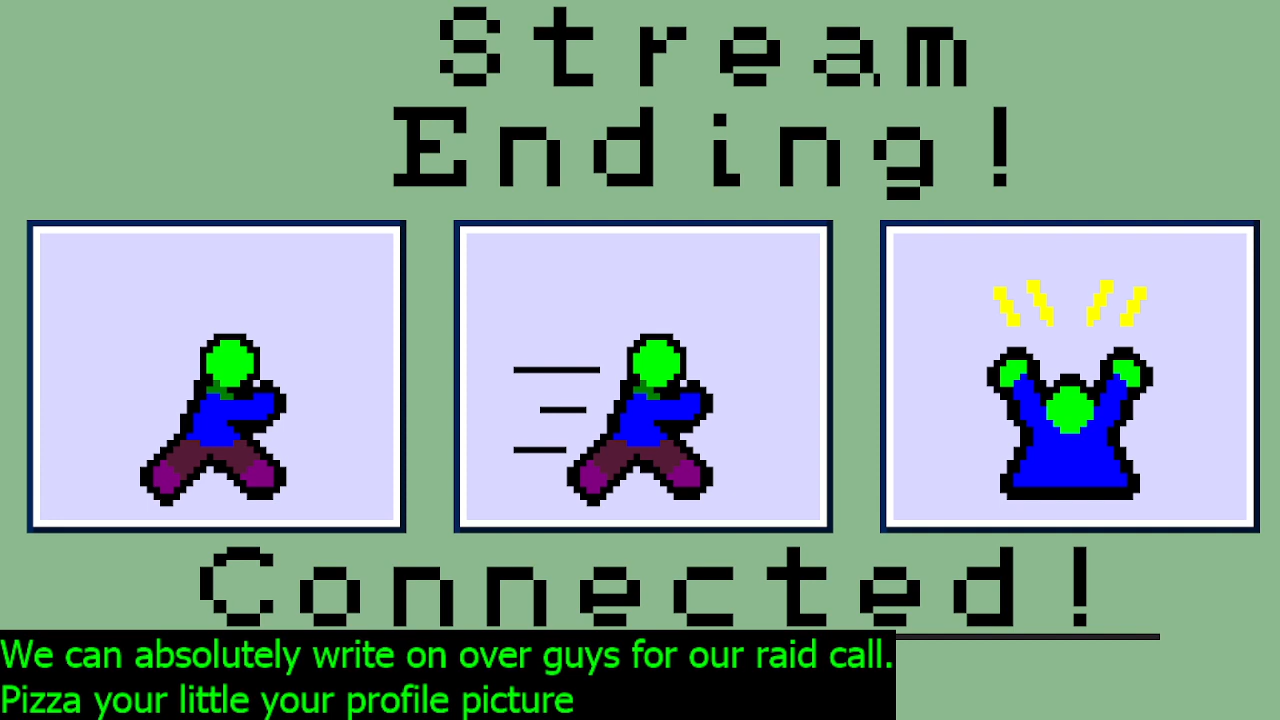 Stream
Ending!
Connected!
We can absolutely write on over guys for our raid call.
Pizza your little your profile picture